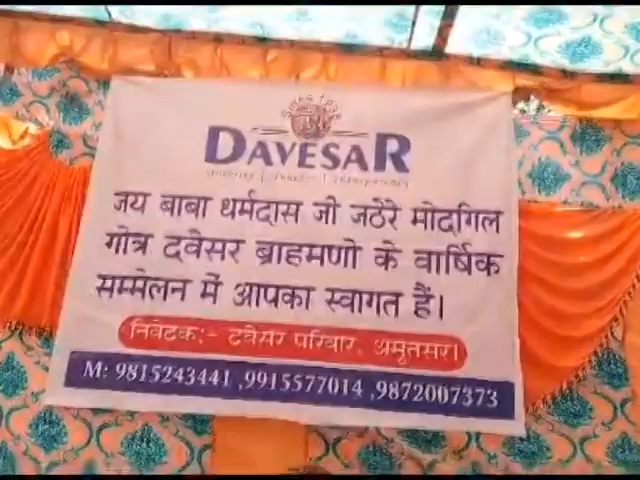 DAVESAR
जय बाबा धर्मदास जी जठेरे मोदगिल
गोत्र दवेसर ब्राहमणो के वार्षिक
सम्मेलन में आपका स्वागत हैं।
निवेदक:- दवेसर परिवार, अमृतसर।
M: 9815243441 ,9915577014 ,9872007373